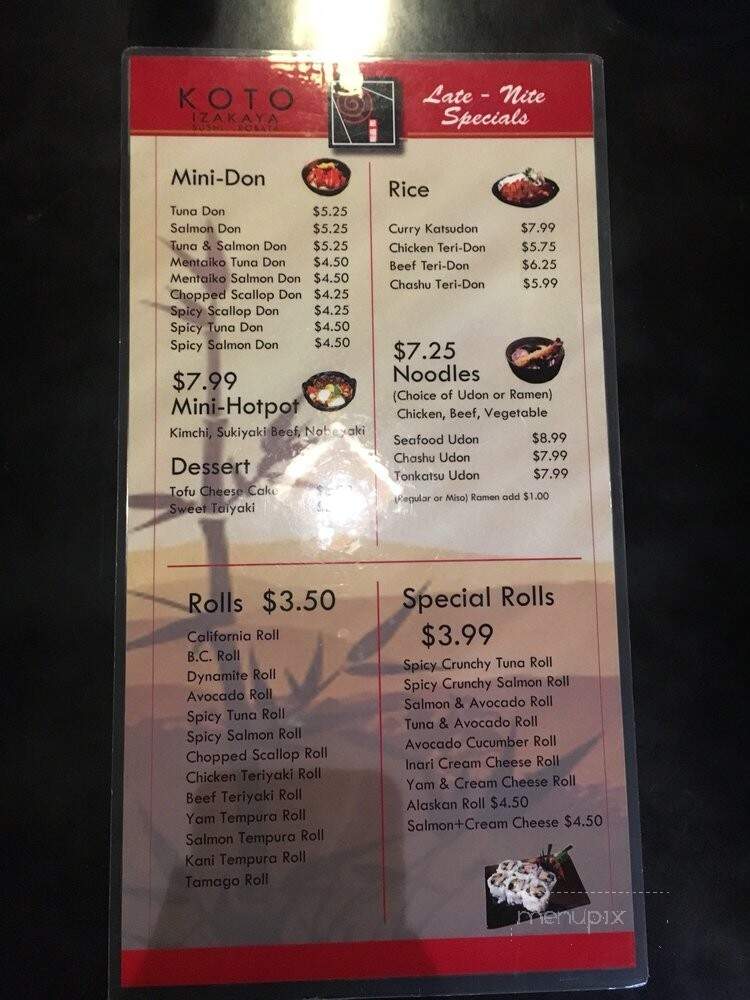 KOTO
IZAKAYA
SUSHI ROBATA
Late - Nite
Specials
Mini-Don
Tuna Don $5.25
Salmon Don $5.25
Tuna & Salmon Don $5.25
Mentaiko Tuna Don $4.50
Mentaiko Salmon Don $4.50
Chopped Scallop Don $4.25
Spicy Scallop Don $4.25
Spicy Tuna Don $4.50
Spicy Salmon Don $4.50
$7.99
Mini-Hotpot
Kimchi, Sukiyaki Beef, Nabeyaki
Dessert
Tofu Cheese Cake
Sweet Taiyaki
Rice
Curry Katsudon $7.99
Chicken Teri-Don $5.75
Beef Teri-Don $6.25
Chashu Teri-Don $5.99
$7.25
Noodles
(Choice of Udon or Ramen)
Chicken, Beef, Vegetable
Seafood Udon $8.99
Chashu Udon $7.99
Tonkatsu Udon $7.99
(Regular or Miso) Ramen add $1.00
Rolls $3.50
California Roll
B.C. Roll
Dynamite Roll
Avocado Roll
Spicy Tuna Roll
Spicy Salmon Roll
Chopped Scallop Roll
Chicken Teriyaki Roll
Beef Teriyaki Roll
Yam Tempura Roll
Salmon Tempura Roll
Kani Tempura Roll
Tamago Roll
Special Rolls
$3.99
Spicy Crunchy Tuna Roll
Spicy Crunchy Salmon Roll
Salmon & Avocado Roll
Tuna & Avocado Roll
Avocado Cucumber Roll
Inari Cream Cheese Roll
Yam & Cream Cheese Roll
Alaskan Roll $4.50
Salmon+Cream Cheese $4.50
menupix